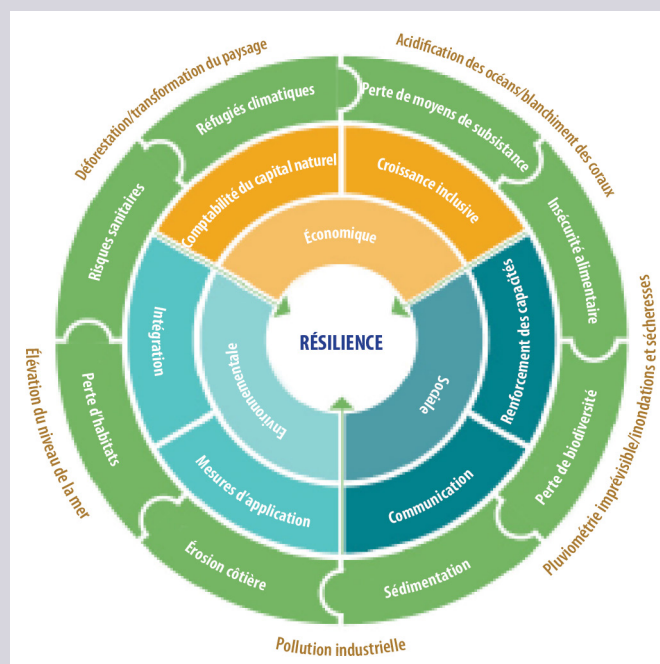 Déforestation/transformation du paysage
Acidification des océans/blanchiment des coraux
Pluviométrie imprévisible/inondations et sécheresses
Pollution industrielle
Élévation du niveau de la mer
Réfugiés climatiques
Perte de moyens de subsistance
Insécurité alimentaire
Perte de biodiversité
Sédimentation
Érosion côtière
Perte d'habitats
Risques sanitaires
Comptabilité du capital naturel
Croissance inclusive
Renforcement des capacités
Communication
Mesures d'application
Intégration
Économique
Sociale
Environmentale
RÉSILIENCE